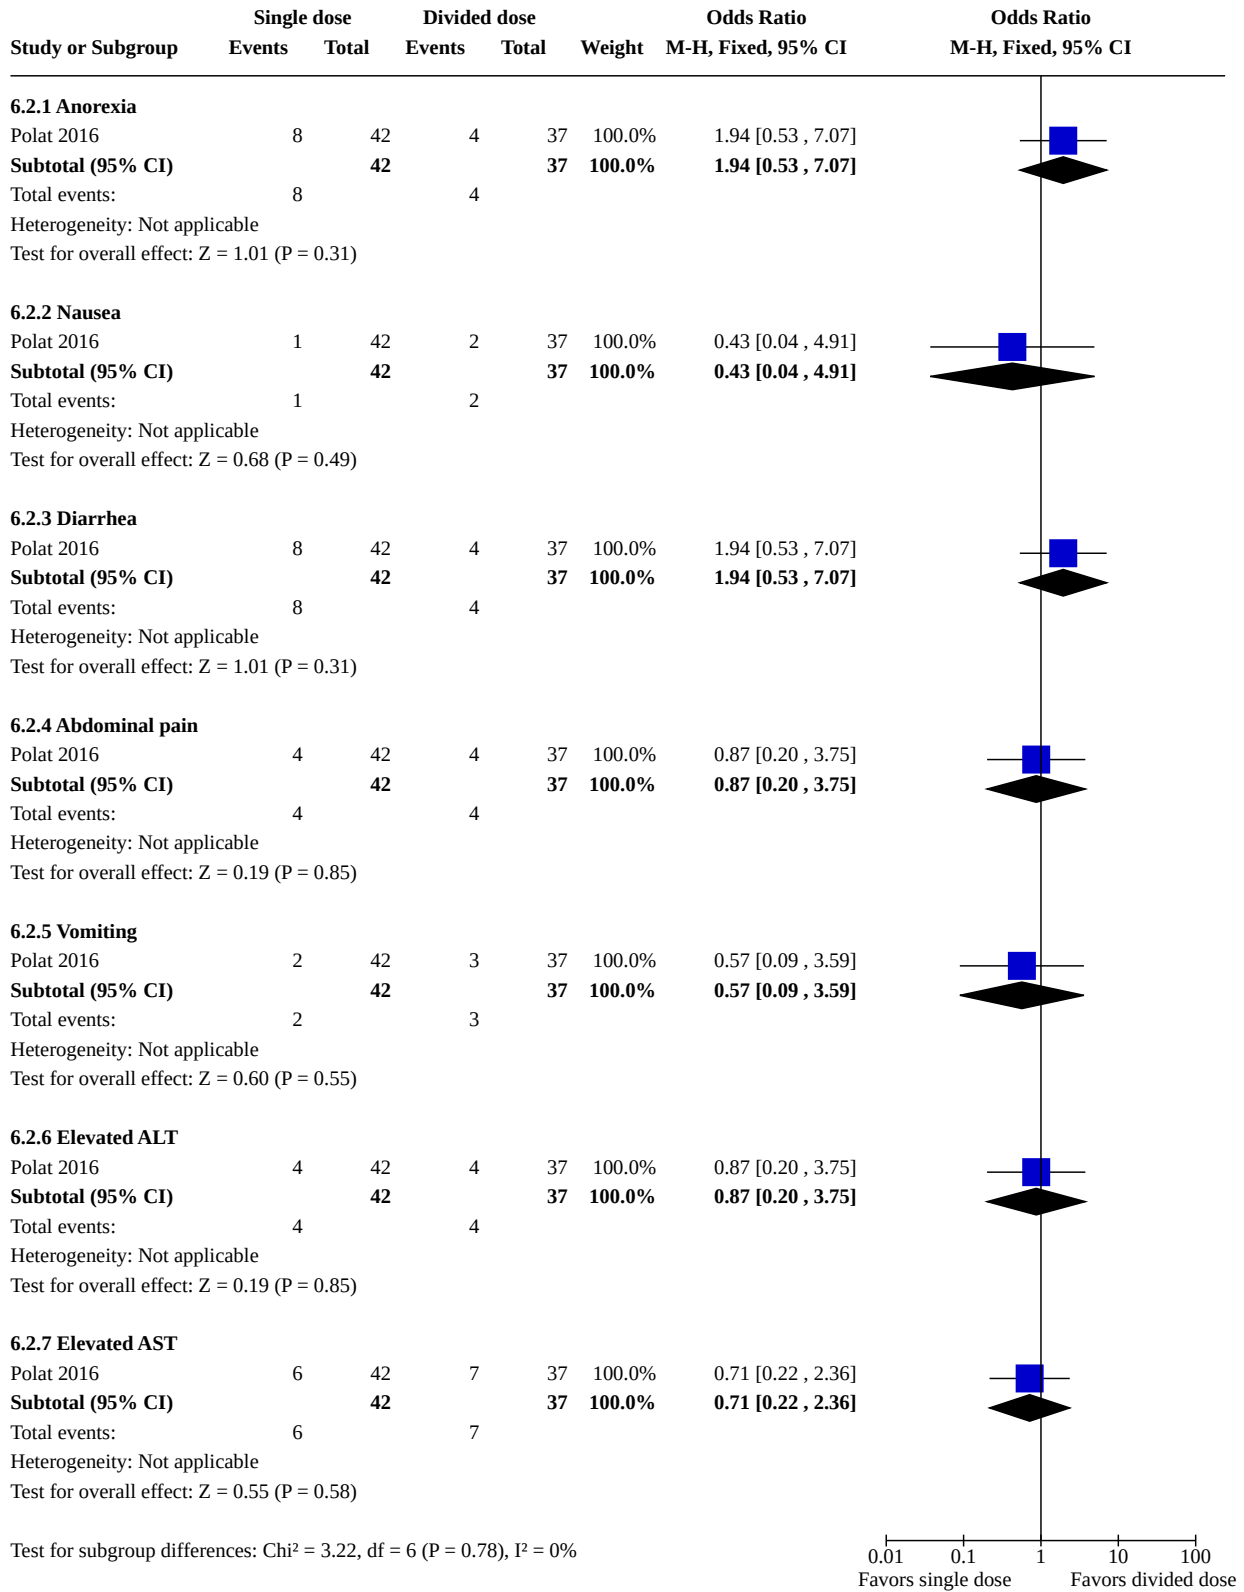 Single dose Divided dose Odds Ratio Odds Ratio
Study or Subgroup Events Total Events Total Weight M-H, Fixed, 95% CI M-H, Fixed, 95% CI
6.2.1 Anorexia
Polat 2016 8 42 4 37 100.0% 1.94 [0.53 , 7.07]
Subtotal (95% CI) 42 37 100.0% 1.94 [0.53 , 7.07]
Total events: 8 4
Heterogeneity: Not applicable
Test for overall effect: Z = 1.01 (P = 0.31)
6.2.2 Nausea
Polat 2016 1 42 2 37 100.0% 0.43 [0.04 , 4.91]
Subtotal (95% CI) 42 37 100.0% 0.43 [0.04 , 4.91]
Total events: 1 2
Heterogeneity: Not applicable
Test for overall effect: Z = 0.68 (P = 0.49)
6.2.3 Diarrhea
Polat 2016 8 42 4 37 100.0% 1.94 [0.53 , 7.07]
Subtotal (95% CI) 42 37 100.0% 1.94 [0.53 , 7.07]
Total events: 8 4
Heterogeneity: Not applicable
Test for overall effect: Z = 1.01 (P = 0.31)
6.2.4 Abdominal pain
Polat 2016 4 42 4 37 100.0% 0.87 [0.20 , 3.75]
Subtotal (95% CI) 42 37 100.0% 0.87 [0.20 , 3.75]
Total events: 4 4
Heterogeneity: Not applicable
Test for overall effect: Z = 0.19 (P = 0.85)
6.2.5 Vomiting
Polat 2016 2 42 3 37 100.0% 0.57 [0.09 , 3.59]
Subtotal (95% CI) 42 37 100.0% 0.57 [0.09 , 3.59]
Total events: 2 3
Heterogeneity: Not applicable
Test for overall effect: Z = 0.60 (P = 0.55)
6.2.6 Elevated ALT
Polat 2016 4 42 4 37 100.0% 0.87 [0.20 , 3.75]
Subtotal (95% CI) 42 37 100.0% 0.87 [0.20 , 3.75]
Total events: 4 4
Heterogeneity: Not applicable
Test for overall effect: Z = 0.19 (P = 0.85)
6.2.7 Elevated AST
Polat 2016 6 42 7 37 100.0% 0.71 [0.22 , 2.36]
Subtotal (95% CI) 42 37 100.0% 0.71 [0.22 , 2.36]
Total events: 6 7
Heterogeneity: Not applicable
Test for overall effect: Z = 0.55 (P = 0.58)
Test for subgroup differences: Chi² = 3.22, df = 6 (P = 0.78), I² = 0%
0.01 0.1 1 10 100
Favors single dose Favors divided dose